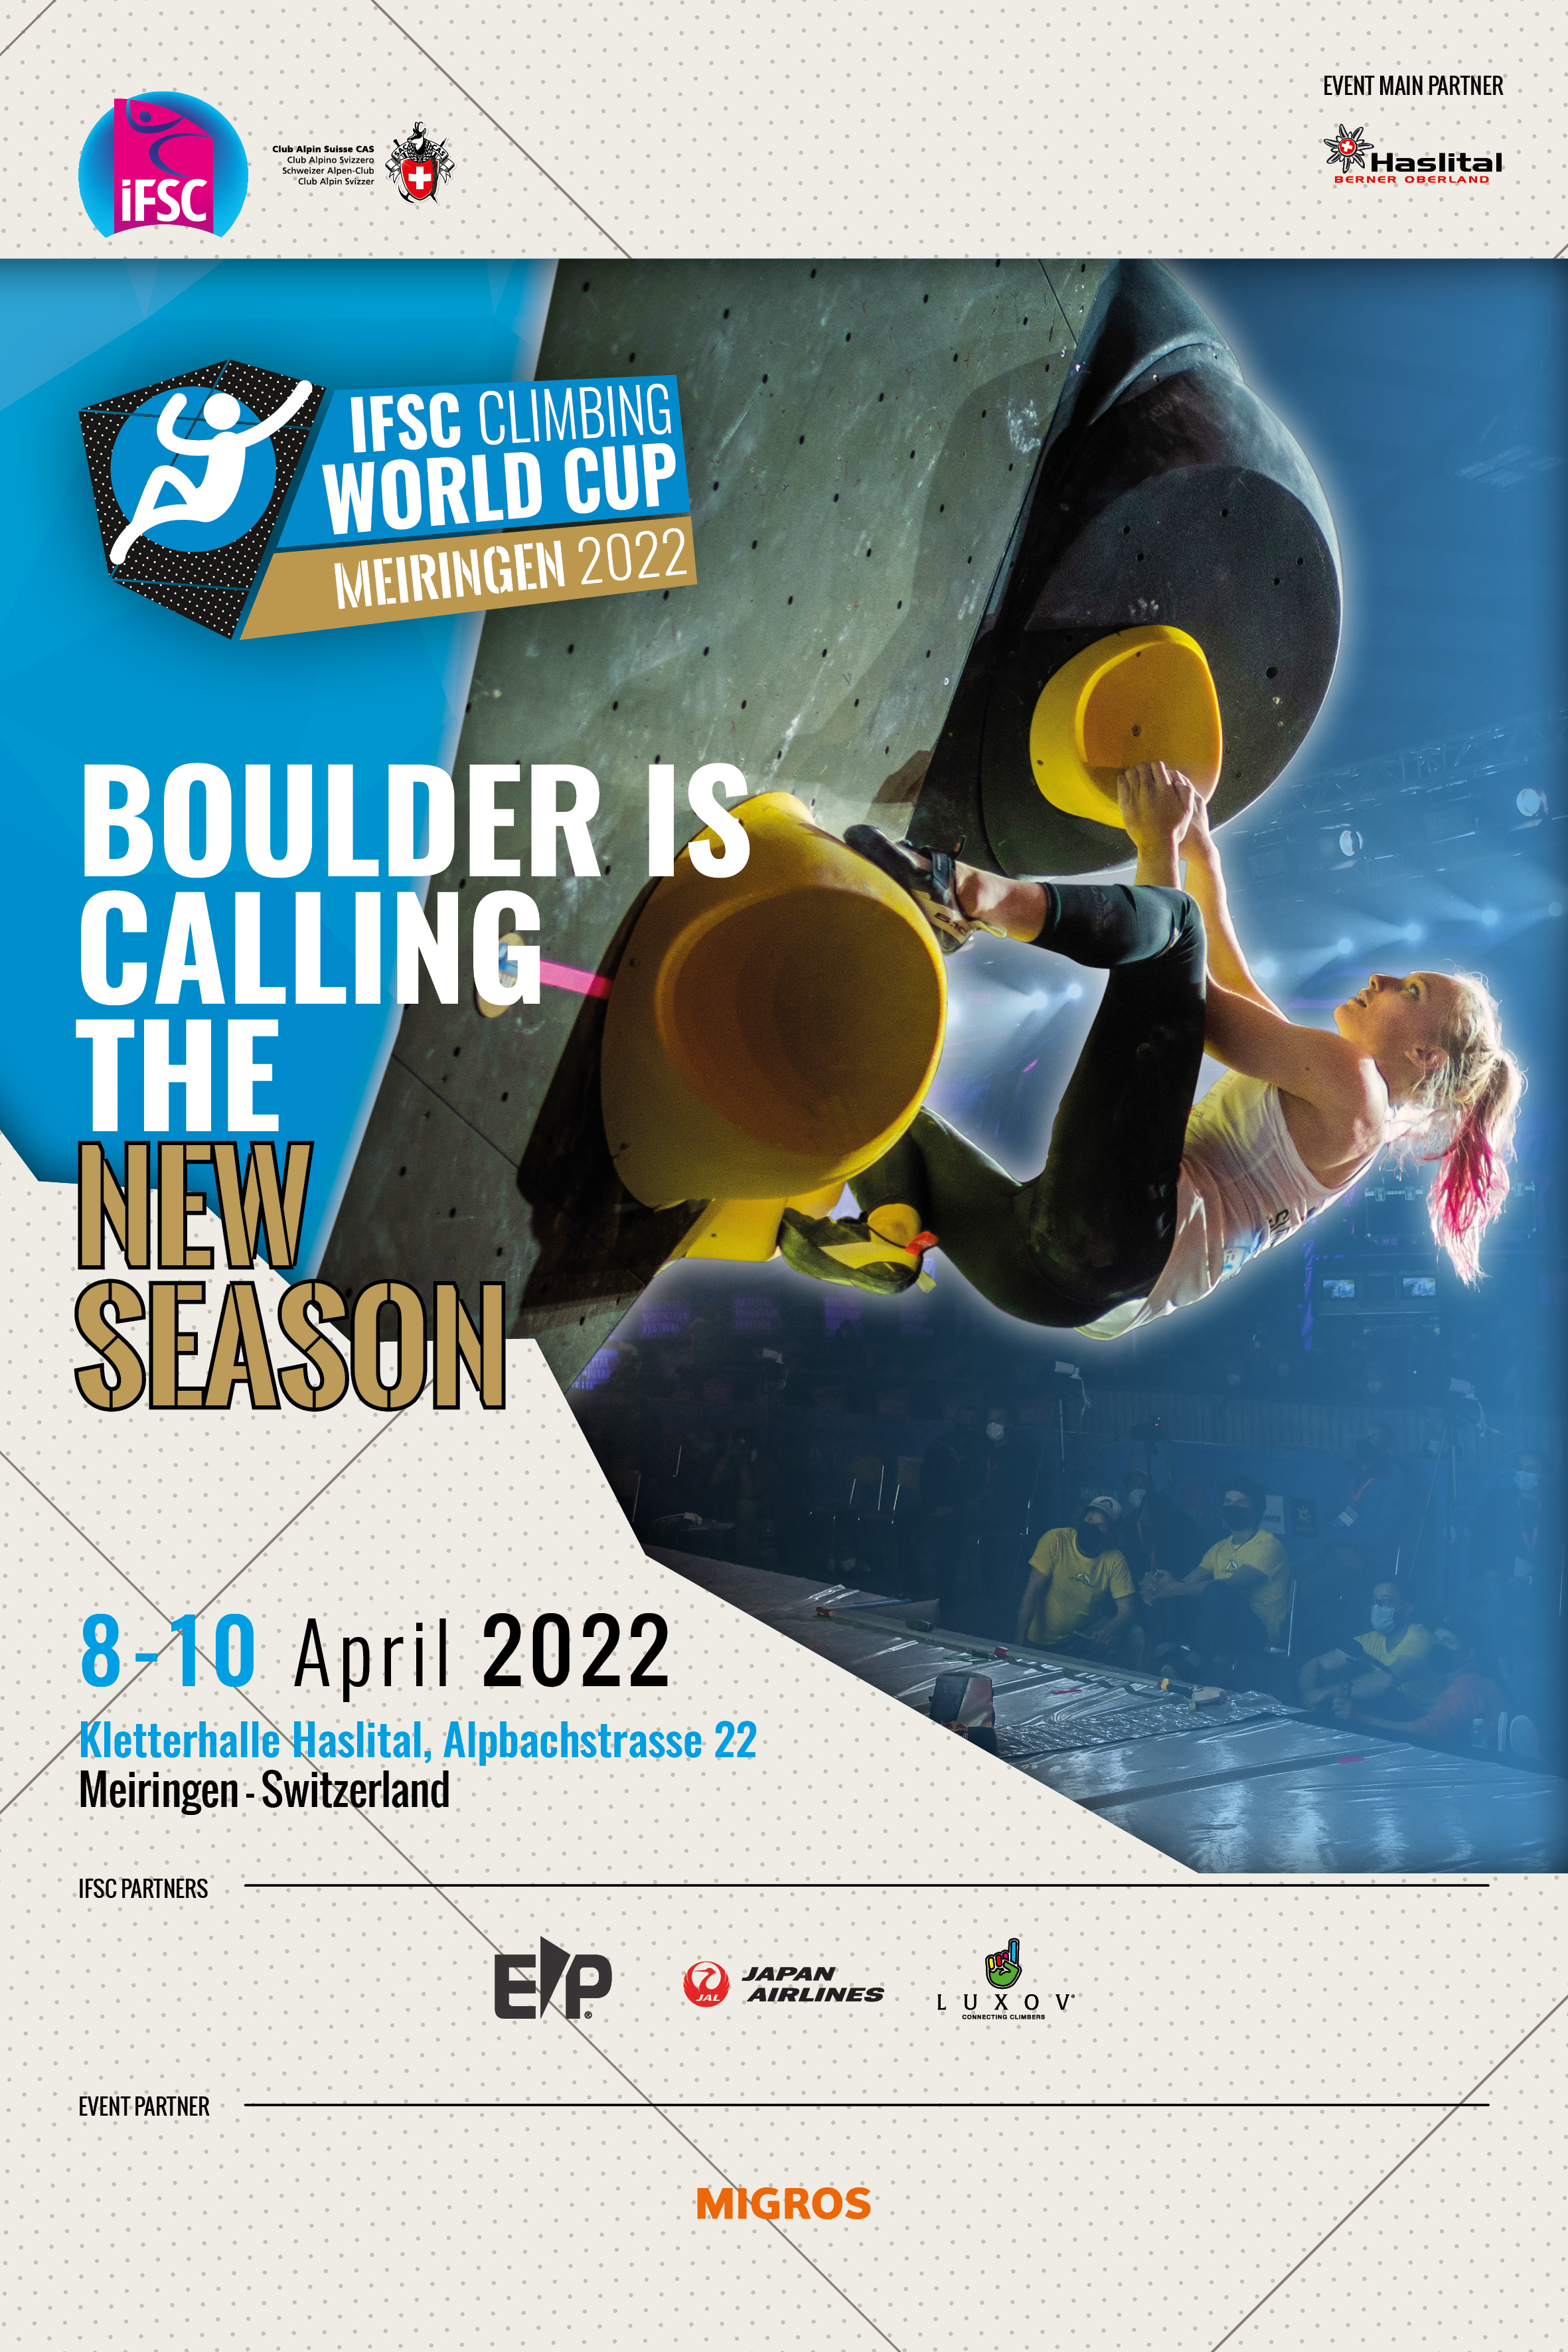 EVENT MAIN PARTNER
iFSC
Club Alpin Suisse CAS
Club Alpino Svizzero
Schweizer Alpen-Club
Club Alpin Svizzer
Haslital
BERNER OBERLAND
IFSC CLIMBING
WORLD CUP
MEIRINGEN 2022
BOULDER IS
CALLING
THE
NEW
SEASON
8-10 April 2022
Kletterhalle Haslital, Alpbachstrasse 22
Meiringen - Switzerland
IFSC PARTNERS
EP®
JAL
JAPAN
AIRLINES
LUXOV®
CONNECTING CLIMBERS
EVENT PARTNER
MIGROS